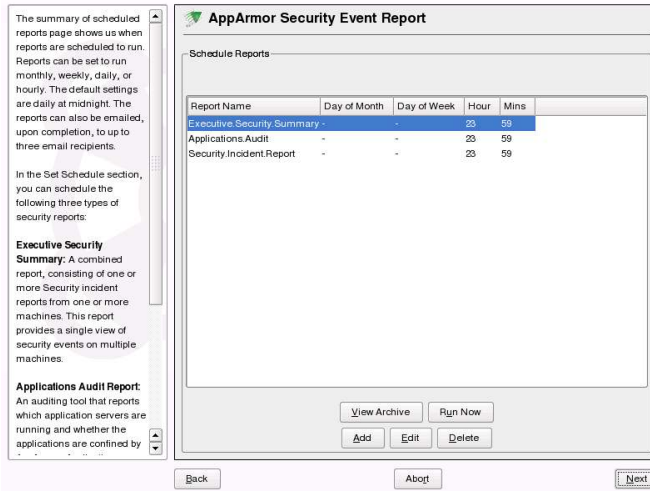 The summary of scheduled
reports page shows us when
reports are scheduled to run.
Reports can be set to run
monthly, weekly, daily, or
hourly. The default settings
are daily at midnight. The
reports can also be emailed,
upon completion, to up to
three email recipients.
In the Set Schedule section,
you can schedule the
following three types of
security reports:
Executive Security
Summary: A combined
report, consisting of one or
more Security incident
reports from one or more
machines. This report
provides a single view of
security events on multiple
machines.
Applications Audit Report:
An auditing tool that reports
which application servers are
running and whether the
applications are confined by
AppArmor Security Event Report
Schedule Reports
Report Name Day of Month Day of Week Hour Mins
Executive.Security.Summary - - 23 59
Applications.Audit - - 23 59
Security.Incident.Report - - 23 59
View Archive Run Now
Add Edit Delete
Back Abort Next